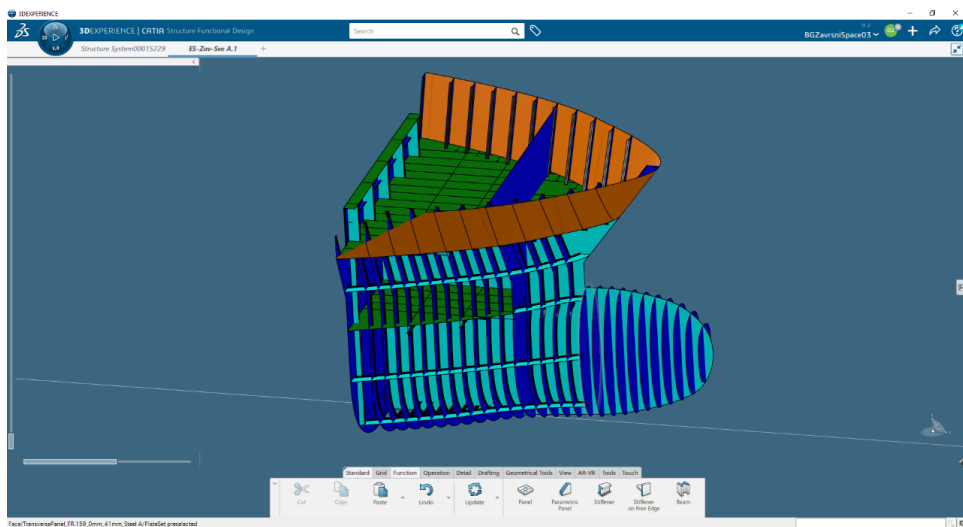 3DEXPERIENCE
3DEXPERIENCE | CATIA Structure Functional Design
Search
BGZavrsniSpace03
3D
V.R
Structure System00015229
ES-Zav-Sve A.1
+
Standard Grid Function Operation Detail Drafting Geometrical Tools View AR-VR Tools Touch
Cut Copy Paste Undo Update Panel Parametric Panel Stiffener Stiffener on Free Edge Beam
Face/TransversePanel_FR.159_0mm_41mm_Steel A/PlateSet preselected